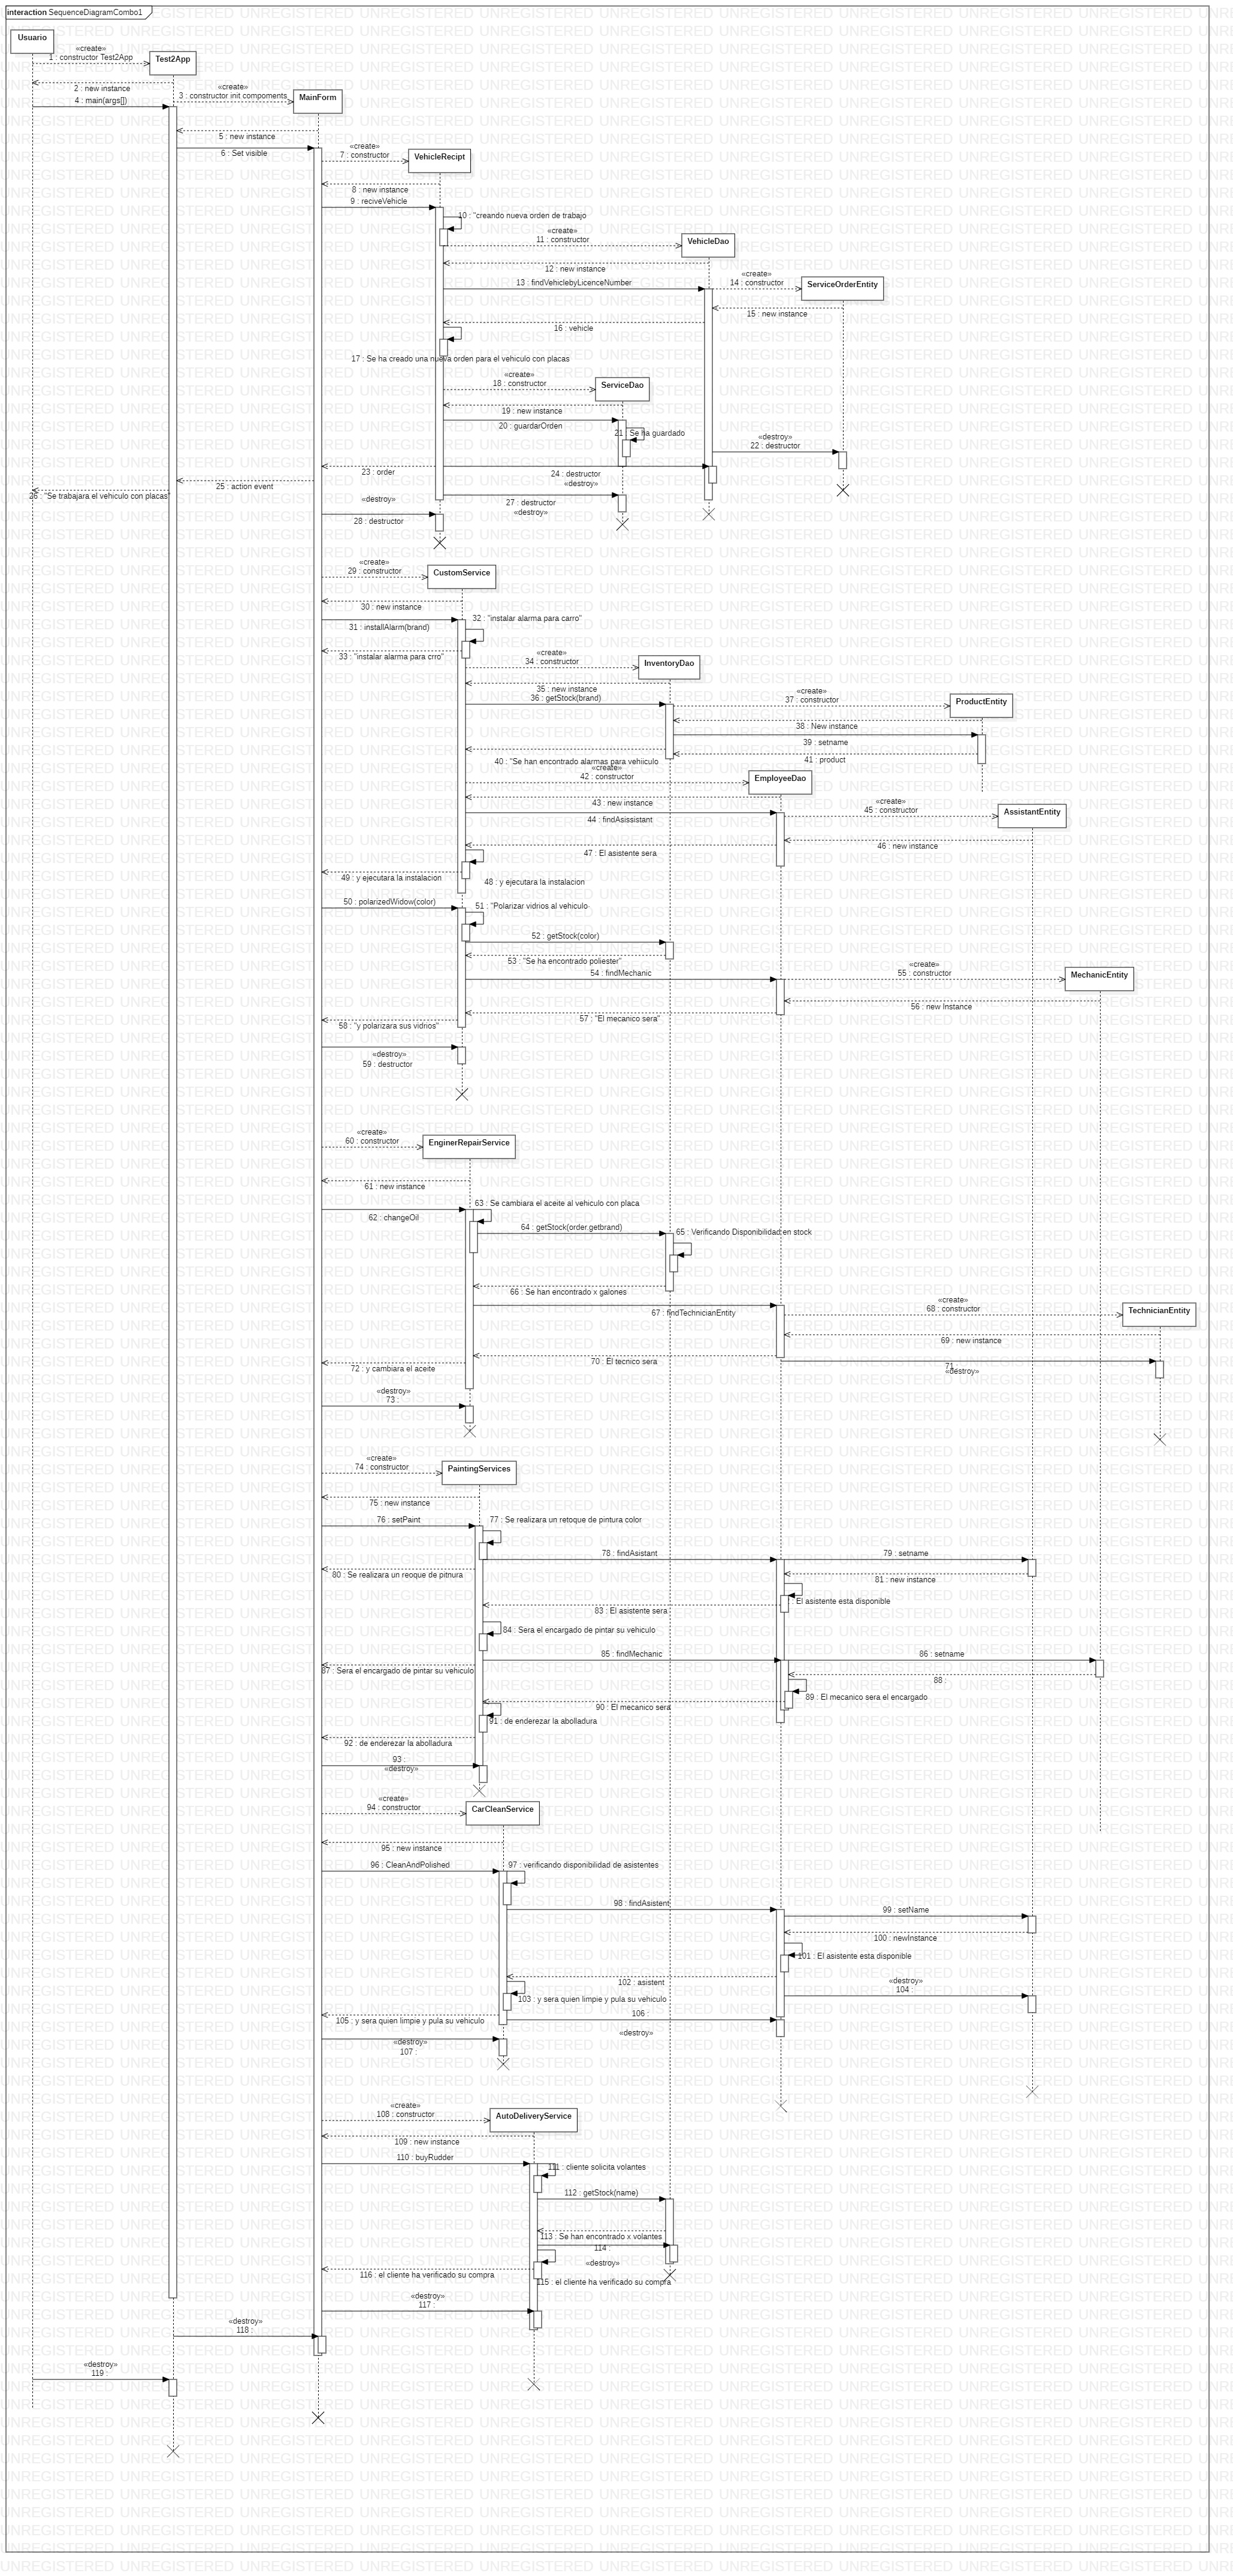 interaction SequenceDiagramCombo1
Usuario
«create»
1 : constructor Test2App
Test2App
2 : new instance
«create»
3 : constructor init compoments
MainForm
4 : main(args[])
5 : new instance
6 : Set visible
«create»
7 : constructor
VehicleRecipt
8 : new instance
9 : reciveVehicle
10 : "creando nueva orden de trabajo
«create»
11 : constructor
VehicleDao
12 : new instance
13 : findVehiclebyLicenceNumber
«create»
14 : constructor
ServiceOrderEntity
15 : new instance
16 : vehicle
17 : Se ha creado una nueva orden para el vehiculo con placas
«create»
18 : constructor
ServiceDao
19 : new instance
20 : guardarOrden
21 : Se ha guardado
«destroy»
22 : destructor
23 : order
24 : destructor
«destroy»
25 : action event
26 : "Se trabajara el vehiculo con placas"
27 : destructor
«destroy»
«destroy»
28 : destructor
«create»
29 : constructor
CustomService
30 : new instance
31 : installAlarm(brand)
32 : "instalar alarma para carro"
33 : "instalar alarma para crro"
«create»
34 : constructor
InventoryDao
35 : new instance
36 : getStock(brand)
«create»
37 : constructor
ProductEntity
38 : New instance
39 : setname
40 : "Se han encontrado alarmas para vehiiculo
41 : product
«create»
42 : constructor
EmployeeDao
43 : new instance
44 : findAsissistant
«create»
45 : constructor
AssistantEntity
46 : new instance
47 : El asistente sera
48 : y ejecutara la instalacion
49 : y ejecutara la instalacion
50 : polarizedWidow(color)
51 : "Polarizar vidrios al vehiculo
52 : getStock(color)
53 : "Se ha encontrado poliester"
54 : findMechanic
«create»
55 : constructor
MechanicEntity
56 : new Instance
57 : "El mecanico sera"
58 : "y polarizara sus vidrios"
«destroy»
59 : destructor
«create»
60 : constructor
EnginerRepairService
61 : new instance
62 : changeOil
63 : Se cambiara el aceite al vehiculo con placa
64 : getStock(order.getbrand)
65 : Verificando Disponibilidad en stock
66 : Se han encontrado x galones
67 : findTechnicianEntity
«create»
68 : constructor
TechnicianEntity
69 : new instance
70 : El tecnico sera
71 :
«destroy»
72 : y cambiara el aceite
«destroy»
73 :
«create»
74 : constructor
PaintingServices
75 : new instance
76 : setPaint
77 : Se realizara un retoque de pintura color
78 : findAsistant
79 : setname
80 : Se realizara un reoque de pitnura
81 : new instance
: El asistente esta disponible
83 : El asistente sera
84 : Sera el encargado de pintar su vehiculo
85 : findMechanic
86 : setname
87 : Sera el encargado de pintar su vehiculo
88 :
89 : El mecanico sera el encargado
90 : El mecanico sera
91 : de enderezar la abolladura
92 : de enderezar la abolladura
93 :
«destroy»
«create»
94 : constructor
CarCleanService
95 : new instance
96 : CleanAndPolished
97 : verificando disponibilidad de asistentes
98 : findAsistent
99 : setName
100 : newInstance
101 : El asistente esta disponible
102 : asistent
103 : y sera quien limpie y pula su vehiculo
«destroy»
104 :
105 : y sera quien limpie y pula su vehiculo
106 :
«destroy»
«destroy»
107 :
«create»
108 : constructor
AutoDeliveryService
109 : new instance
110 : buyRudder
111 : cliente solicita volantes
112 : getStock(name)
113 : Se han encontrado x volantes
114 :
«destroy»
115 : el cliente ha verificado su compra
116 : el cliente ha verificado su compra
«destroy»
117 :
«destroy»
118 :
«destroy»
119 :